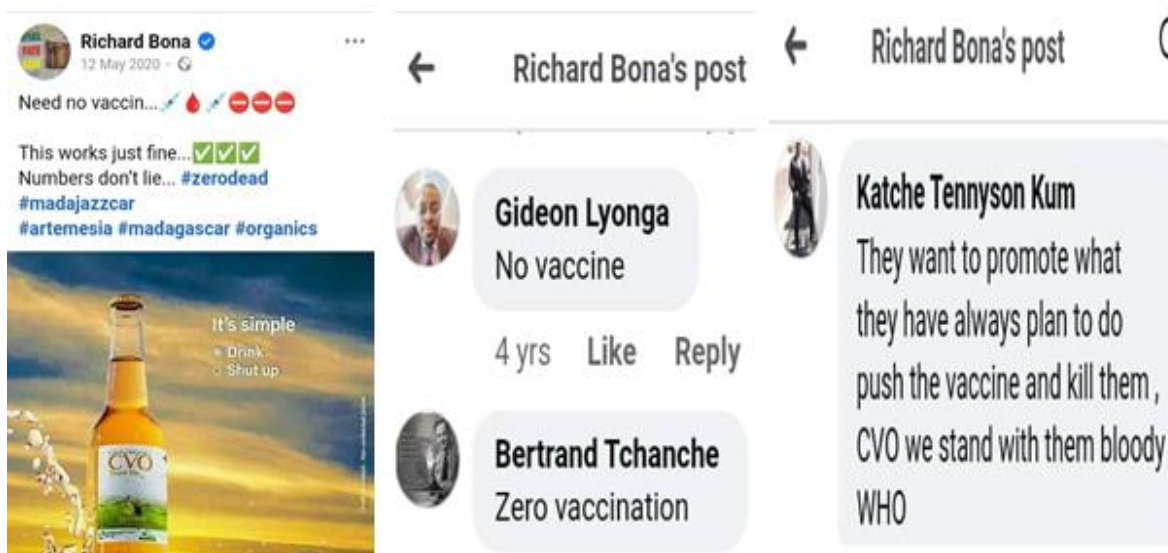 Richard Bona
12 May 2020
Need no vaccin...
This works just fine...
Numbers don't lie... #zerodead
#madajazzcar
#artemesia #madagascar #organics
It's simple
Drink
Shut up
CVO
Richard Bona's post
Gideon Lyonga
No vaccine
4 yrs Like Reply
Bertrand Tchanche
Zero vaccination
Richard Bona's post
Katche Tennyson Kum
They want to promote what
they have always plan to do
push the vaccine and kill them ,
CVO we stand with them bloody
WHO